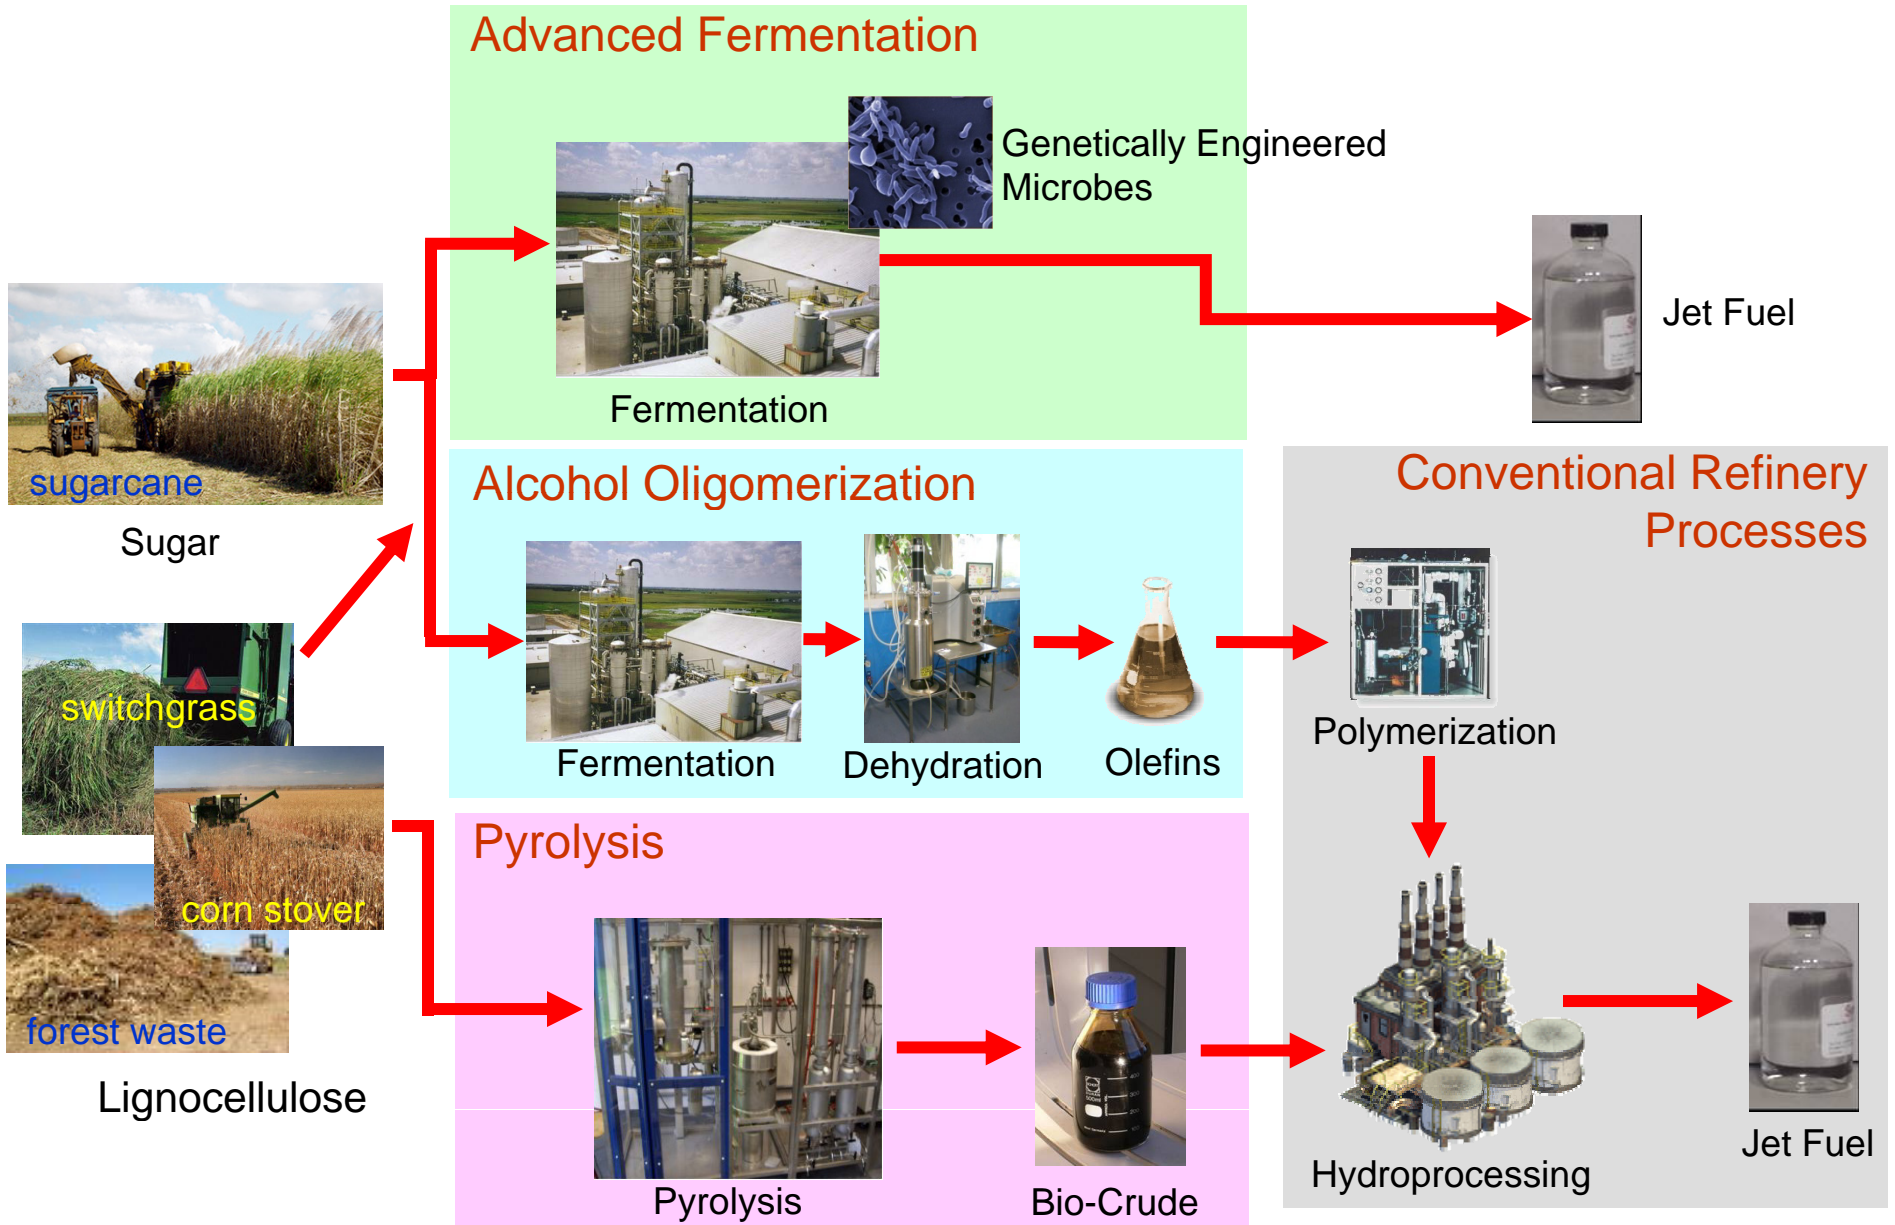 Advanced Fermentation
Genetically Engineered
Microbes
Fermentation
Jet Fuel
sugarcane
Sugar
Alcohol Oligomerization
Fermentation
Dehydration
Olefins
Conventional Refinery
Processes
Polymerization
switchgrass
corn stover
forest waste
Lignocellulose
Pyrolysis
Pyrolysis
Bio-Crude
Hydroprocessing
Jet Fuel